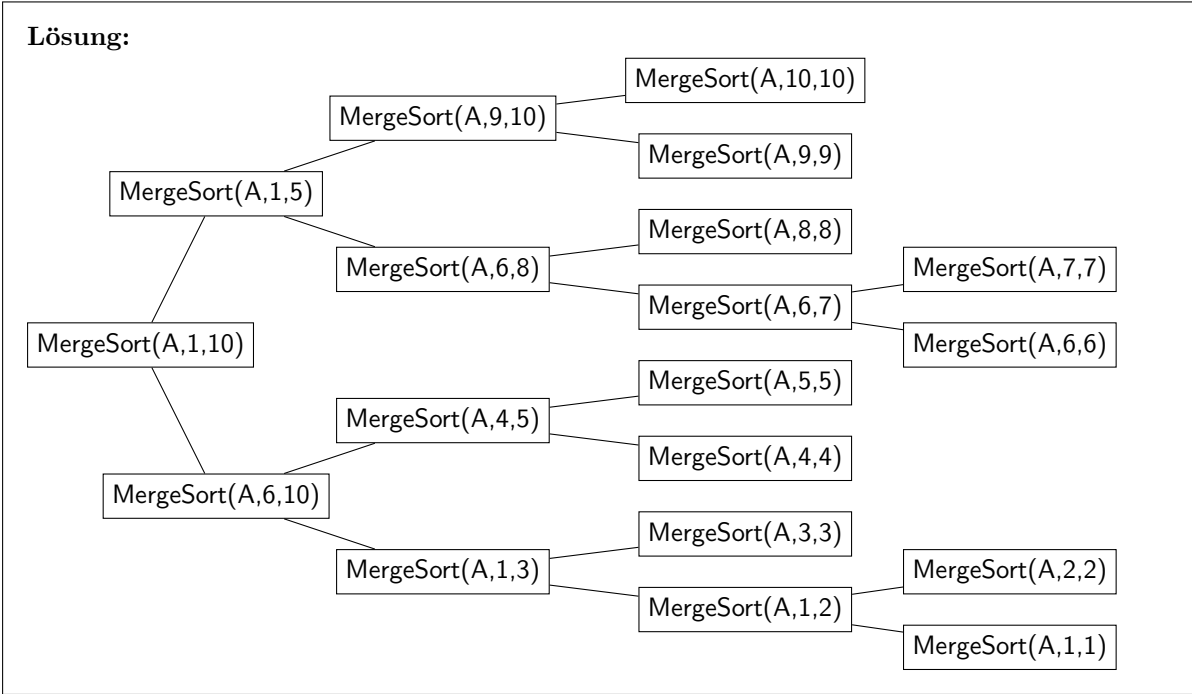 Lösung:
MergeSort(A,10,10)
MergeSort(A,9,10)
MergeSort(A,9,9)
MergeSort(A,1,5)
MergeSort(A,8,8)
MergeSort(A,6,8)
MergeSort(A,7,7)
MergeSort(A,6,7)
MergeSort(A,1,10)
MergeSort(A,6,6)
MergeSort(A,5,5)
MergeSort(A,4,5)
MergeSort(A,4,4)
MergeSort(A,6,10)
MergeSort(A,3,3)
MergeSort(A,1,3)
MergeSort(A,2,2)
MergeSort(A,1,2)
MergeSort(A,1,1)